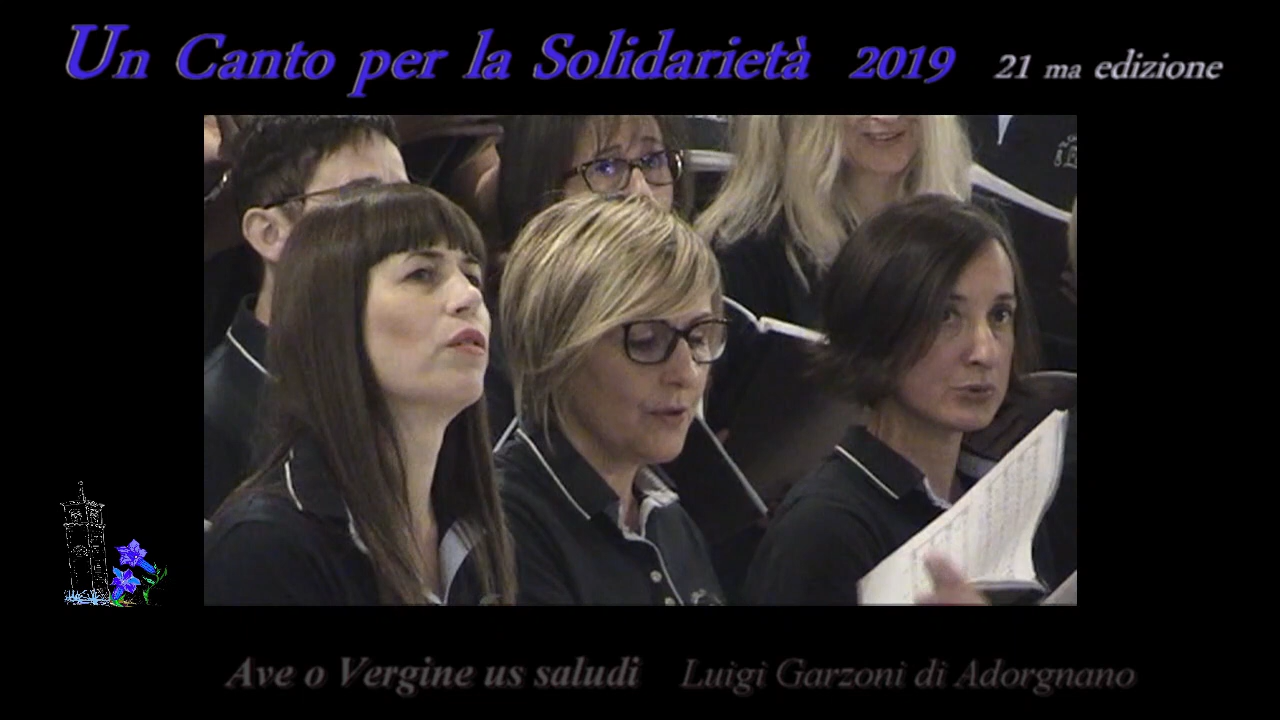 Un Canto per la Solidarietà 2019 21 ma edizione
Ave o Vergine us saludi Luigi Garzoni di Adorgnano